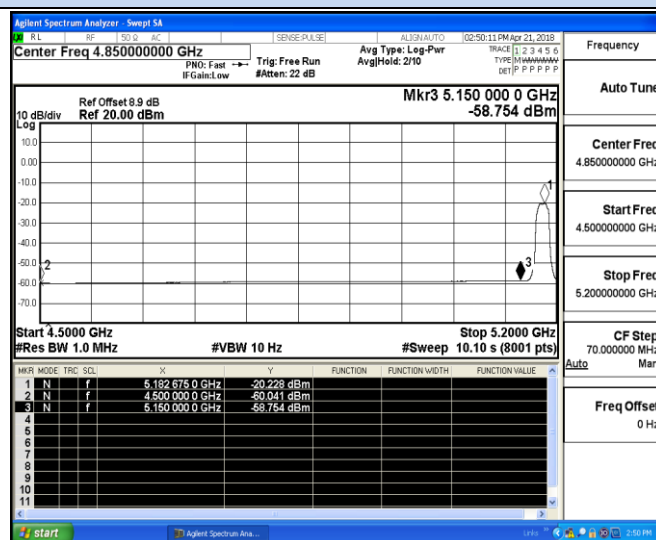 Agilent Spectrum Analyzer - Swept SA
RL RF 50 Ω AC SENSE:PULSE ALIGN AUTO 02:50:11 PM Apr 21, 2018
Center Freq 4.850000000 GHz
PNO: Fast Trig: Free Run
IFGain:Low #Atten: 22 dB
Avg Type: Log-Pwr
Avg|Hold: 2/10
TRACE 1 2 3 4 5 6
TYPE M W W W W W
DET P P P P P P
Ref Offset 8.9 dB
10 dB/div Ref 20.00 dBm
Log
Mkr3 5.150 000 0 GHz
-58.754 dBm
10.0
0.00
-10.0
-20.0
-30.0
-40.0
-50.0
-60.0
-70.0
1
2
3
Start 4.5000 GHz Stop 5.2000 GHz
#Res BW 1.0 MHz #VBW 10 Hz #Sweep 10.10 s (8001 pts)
MKR MODE TRC SCL X Y FUNCTION FUNCTION WIDTH FUNCTION VALUE
1 N f 5.182 675 0 GHz -20.228 dBm
2 N f 4.500 000 0 GHz -60.041 dBm
3 N f 5.150 000 0 GHz -58.754 dBm
4
5
6
7
8
9
10
11
Frequency
Auto Tune
Center Freq
4.850000000 GHz
Start Freq
4.500000000 GHz
Stop Freq
5.200000000 GHz
CF Step
70.000000 MHz
Auto Man
Freq Offset
0 Hz
start Agilent Spectrum Ana... Links 2:50 PM